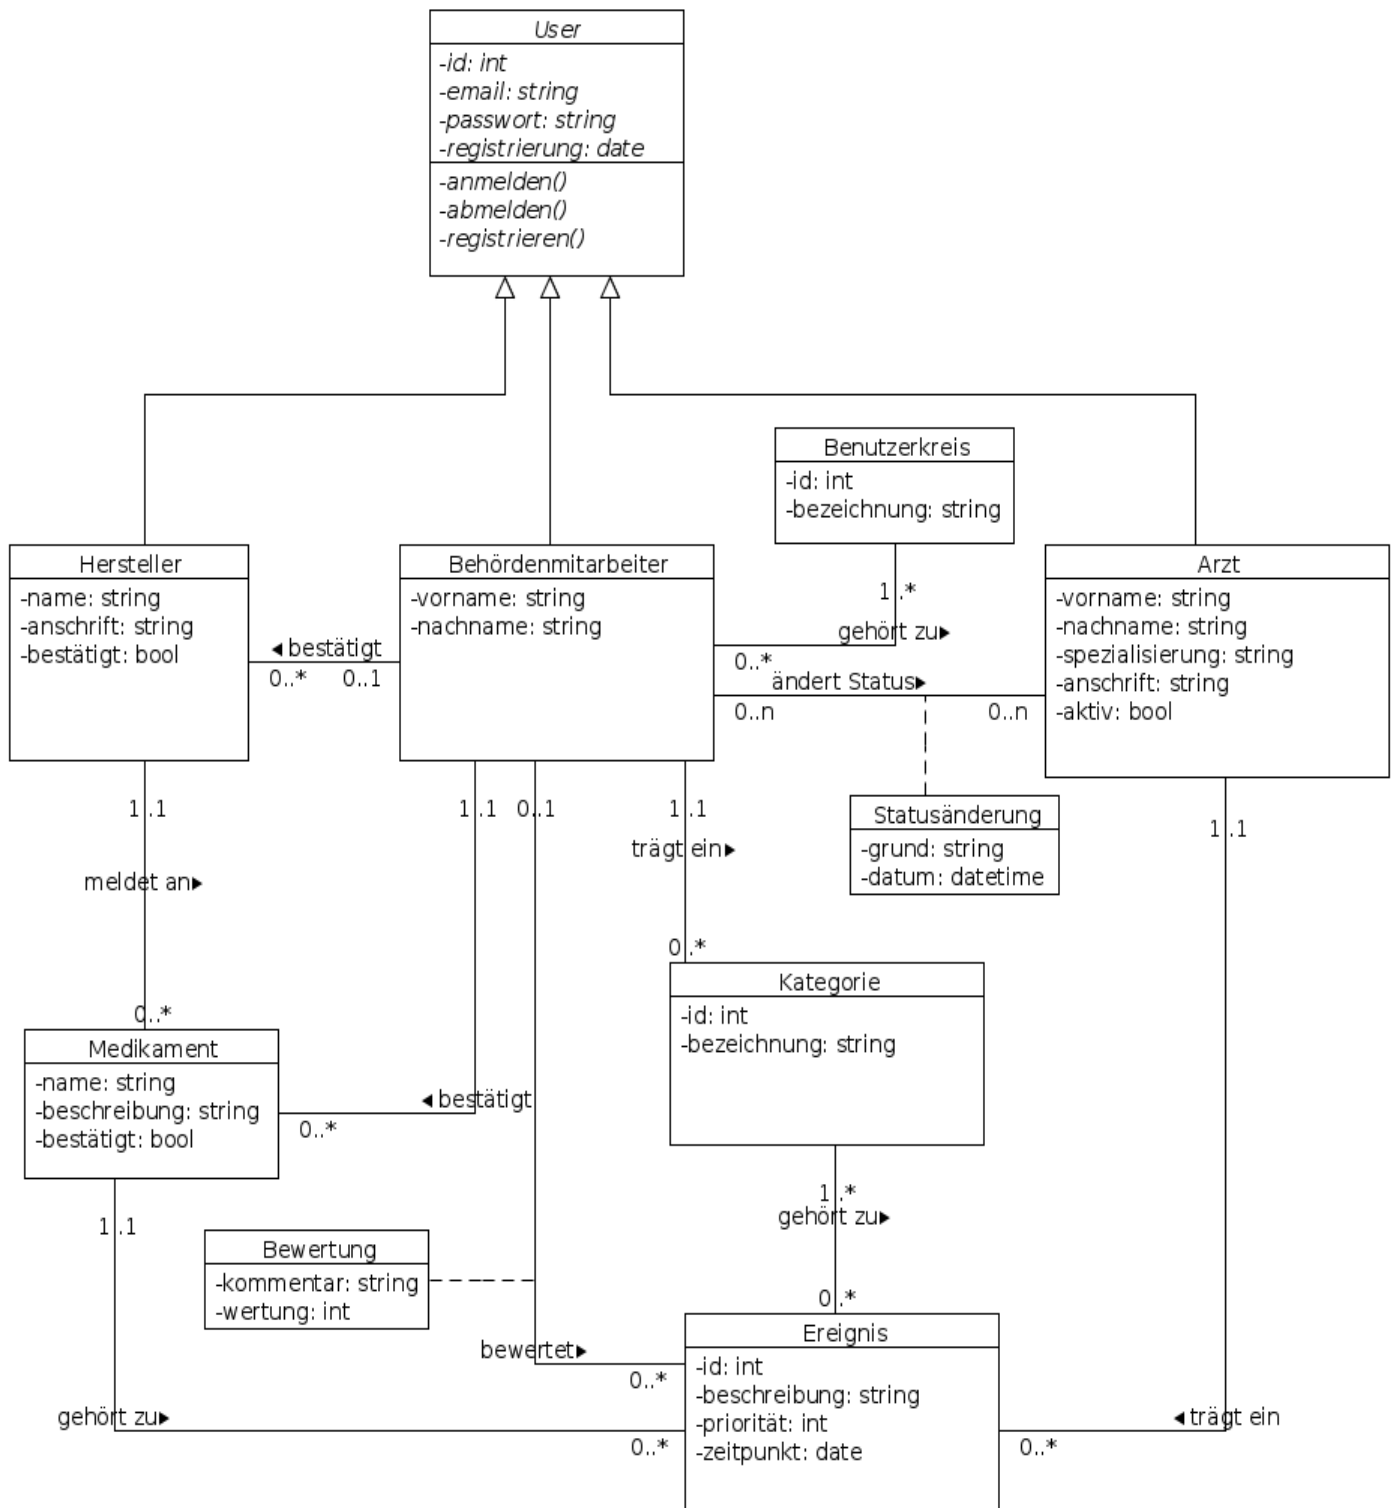 User
-id: int
-email: string
-passwort: string
-registrierung: date
-anmelden()
-abmelden()
-registrieren()
Benutzerkreis
-id: int
-bezeichnung: string
Hersteller
-name: string
-anschrift: string
-bestätigt: bool
Behördenmitarbeiter
-vorname: string
-nachname: string
Arzt
-vorname: string
-nachname: string
-spezialisierung: string
-anschrift: string
-aktiv: bool
◀ bestätigt
0..* 0..1
1..*
gehört zu▶
0..*
ändert Status▶
0..n 0..n
1..1
1..1
0..1
1..1
1..1
Statusänderung
-grund: string
-datum: datetime
trägt ein▶
meldet an▶
0..*
0..*
Kategorie
-id: int
-bezeichnung: string
Medikament
-name: string
-beschreibung: string
-bestätigt: bool
◀ bestätigt
0..*
1..1
1..*
gehört zu▶
0..*
Bewertung
-kommentar: string
-wertung: int
bewertet▶
0..*
Ereignis
-id: int
-beschreibung: string
-priorität: int
-zeitpunkt: date
gehört zu▶
0..*
◀ trägt ein
0..*